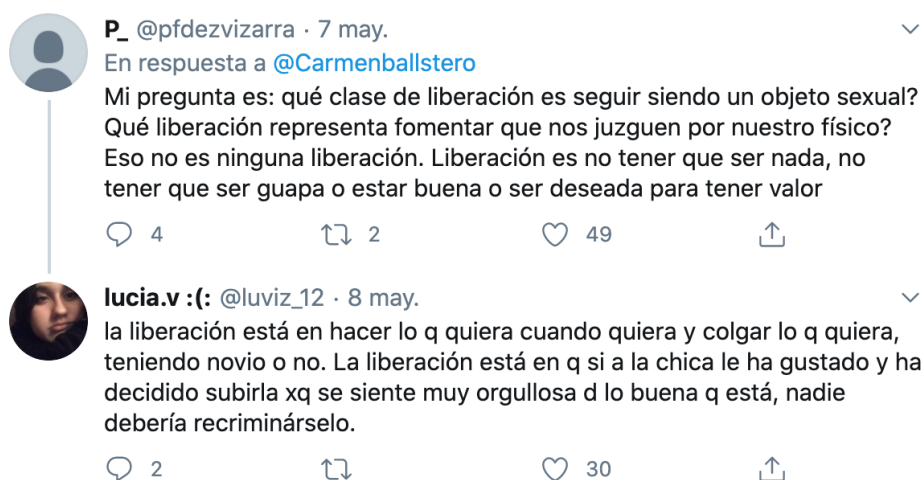 P_ @pfdezvizarra · 7 may.
En respuesta a @Carmenballstero
Mi pregunta es: qué clase de liberación es seguir siendo un objeto sexual?
Qué liberación representa fomentar que nos juzguen por nuestro físico?
Eso no es ninguna liberación. Liberación es no tener que ser nada, no
tener que ser guapa o estar buena o ser deseada para tener valor
4 2 49
lucia.v :(: @luviz_12 · 8 may.
la liberación está en hacer lo q quiera cuando quiera y colgar lo q quiera,
teniendo novio o no. La liberación está en q si a la chica le ha gustado y ha
decidido subirla xq se siente muy orgullosa d lo buena q está, nadie
debería recriminárselo.
2 30